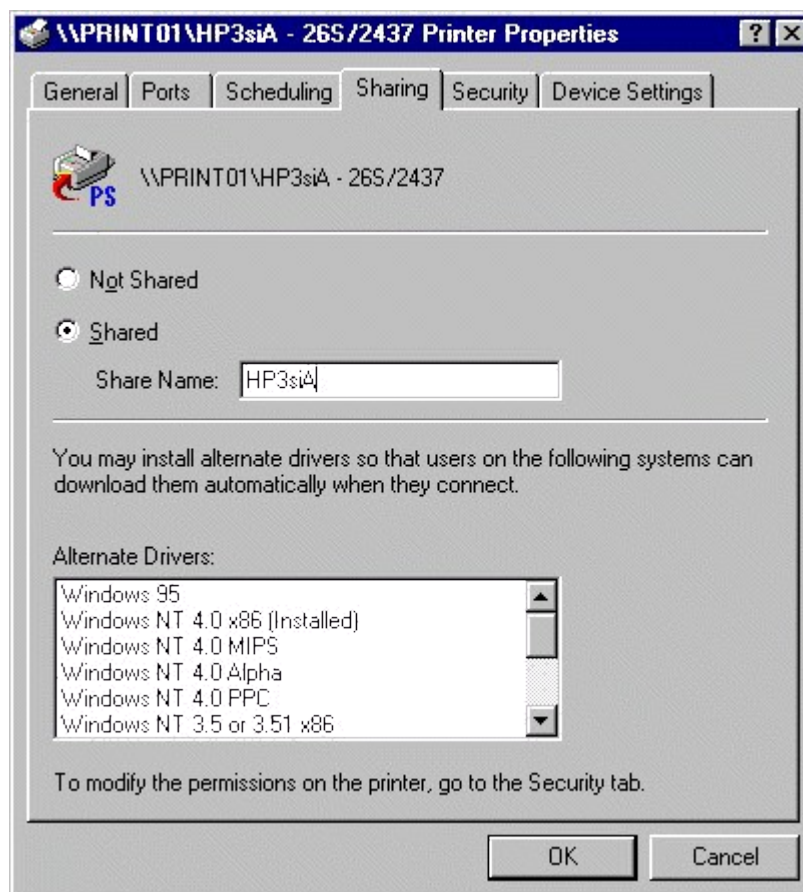 \\PRINT01\HP3siA - 26S/2437 Printer Properties
General Ports Scheduling Sharing Security Device Settings
PS
\\PRINT01\HP3siA - 26S/2437
Not Shared
Shared
Share Name: HP3siA
You may install alternate drivers so that users on the following systems can
download them automatically when they connect.
Alternate Drivers:
Windows 95
Windows NT 4.0 x86 (Installed)
Windows NT 4.0 MIPS
Windows NT 4.0 Alpha
Windows NT 4.0 PPC
Windows NT 3.5 or 3.51 x86
To modify the permissions on the printer, go to the Security tab.
OK Cancel